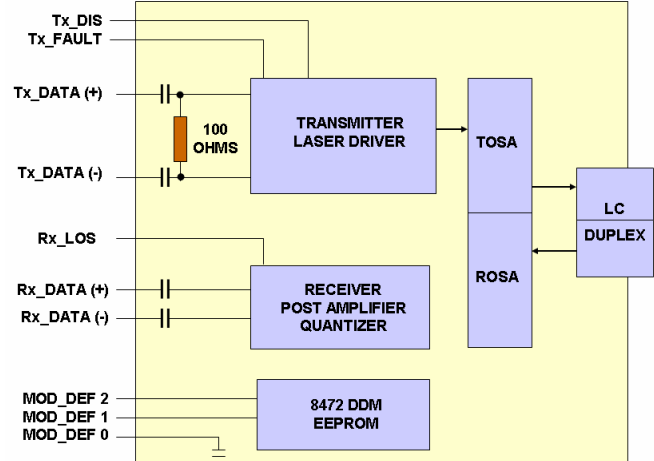 Tx_DIS
Tx_FAULT
Tx_DATA (+)
100
OHMS
TRANSMITTER
LASER DRIVER
TOSA
Tx_DATA (-)
LC
DUPLEX
Rx_LOS
ROSA
Rx_DATA (+)
Rx_DATA (-)
RECEIVER
POST AMPLIFIER
QUANTIZER
MOD_DEF 2
MOD_DEF 1
MOD_DEF 0
8472 DDM
EEPROM